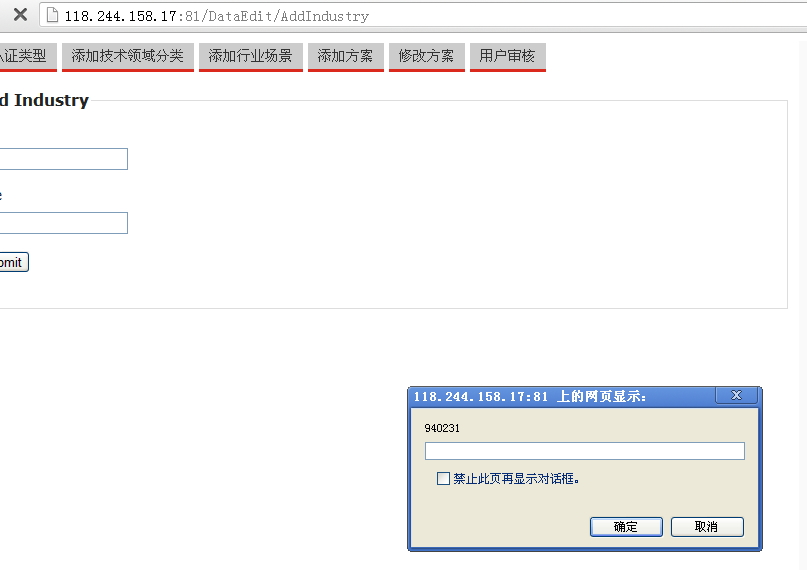 118.244.158.17:81/DataEdit/AddIndustry
证类型 添加技术领域分类 添加行业场景 添加方案 修改方案 用户审核
d Industry
e
omit
118.244.158.17:81 上的网页显示:
940231
禁止此页再显示对话框。
确定 取消